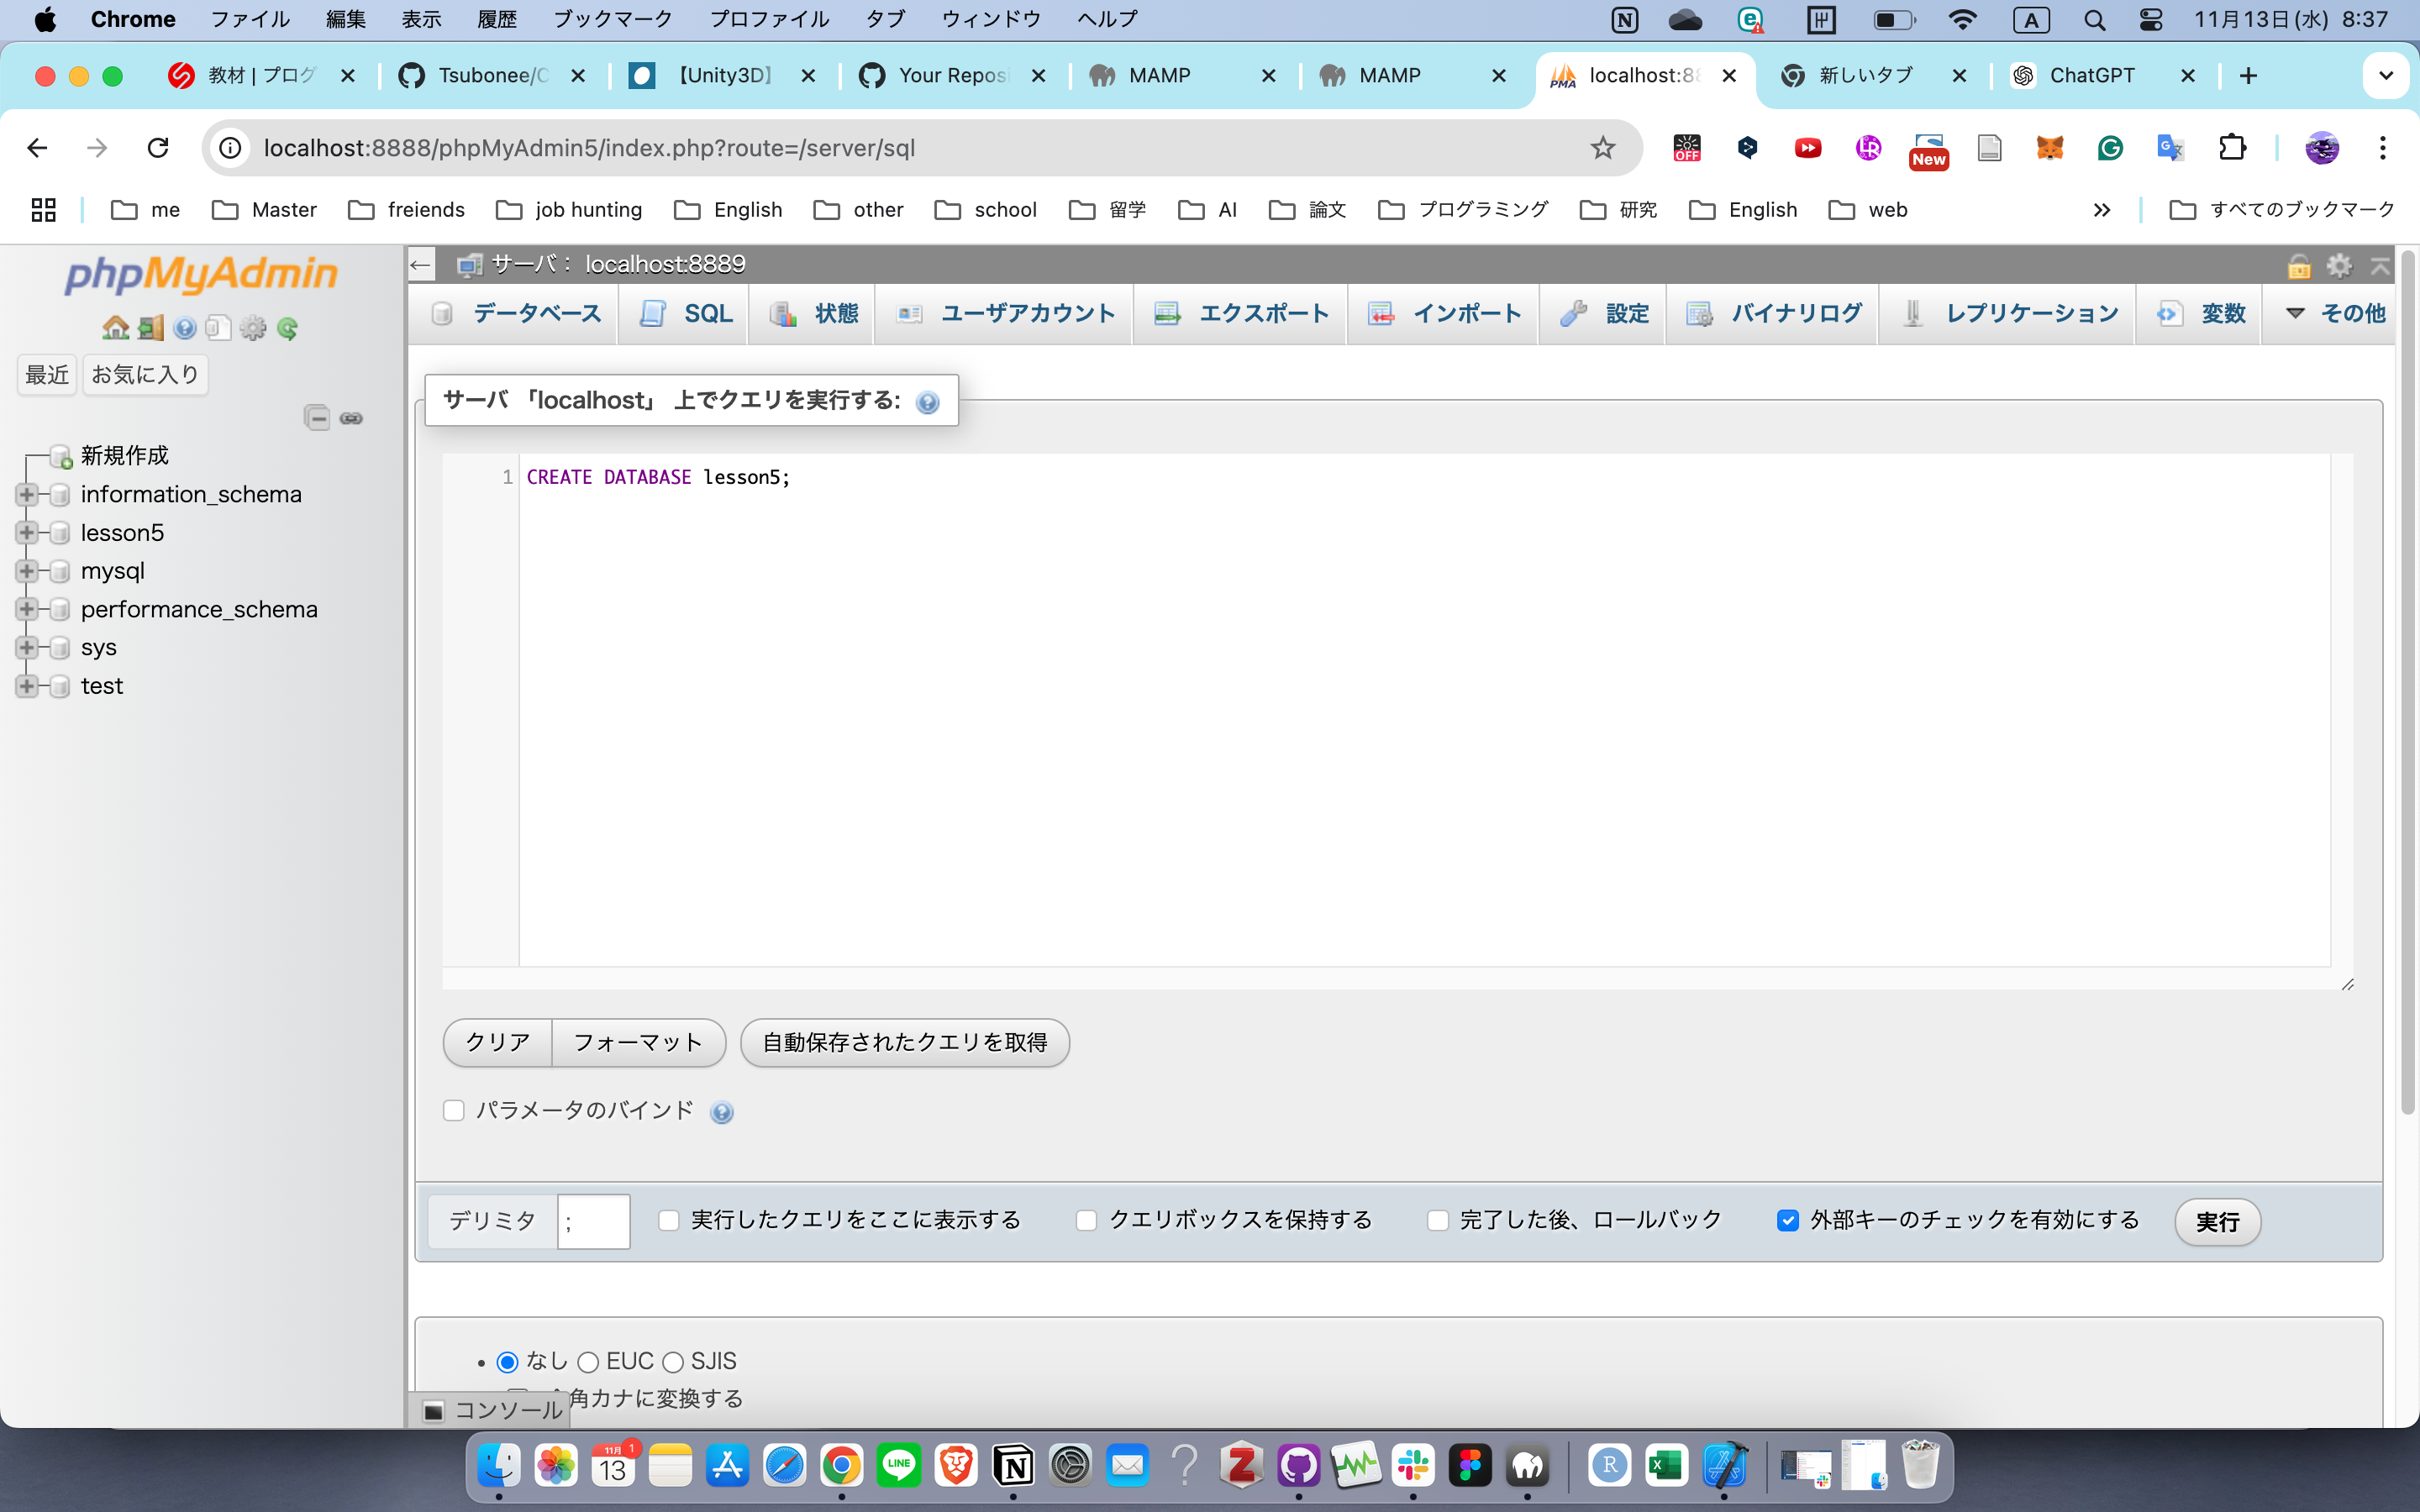 Chrome ファイル 編集 表示 履歴 ブックマーク プロファイル タブ ウィンドウ ヘルプ A 11月13日(水) 8:37
教材 | プログ Tsubonee/C 【Unity3D】 Your Reposi MAMP MAMP PMA localhost:88 新しいタブ ChatGPT
localhost:8888/phpMyAdmin5/index.php?route=/server/sql OFF New
me Master freiends job hunting English other school 留学 AI 論文 プログラミング 研究 English web すべてのブックマーク
phpMyAdmin
最近 お気に入り
新規作成
information_schema
lesson5
mysql
performance_schema
sys
test
サーバ: localhost:8889
データベース SQL 状態 ユーザアカウント エクスポート インポート 設定 バイナリログ レプリケーション 変数 その他
サーバ 「localhost」 上でクエリを実行する:
1 CREATE DATABASE lesson5;
クリア フォーマット 自動保存されたクエリを取得
パラメータのバインド
デリミタ ; 実行したクエリをここに表示する クエリボックスを保持する 完了した後、ロールバック 外部キーのチェックを有効にする 実行
なし EUC SJIS
角カナに変換する
コンソール
11月 13 1 LINE N Z R X